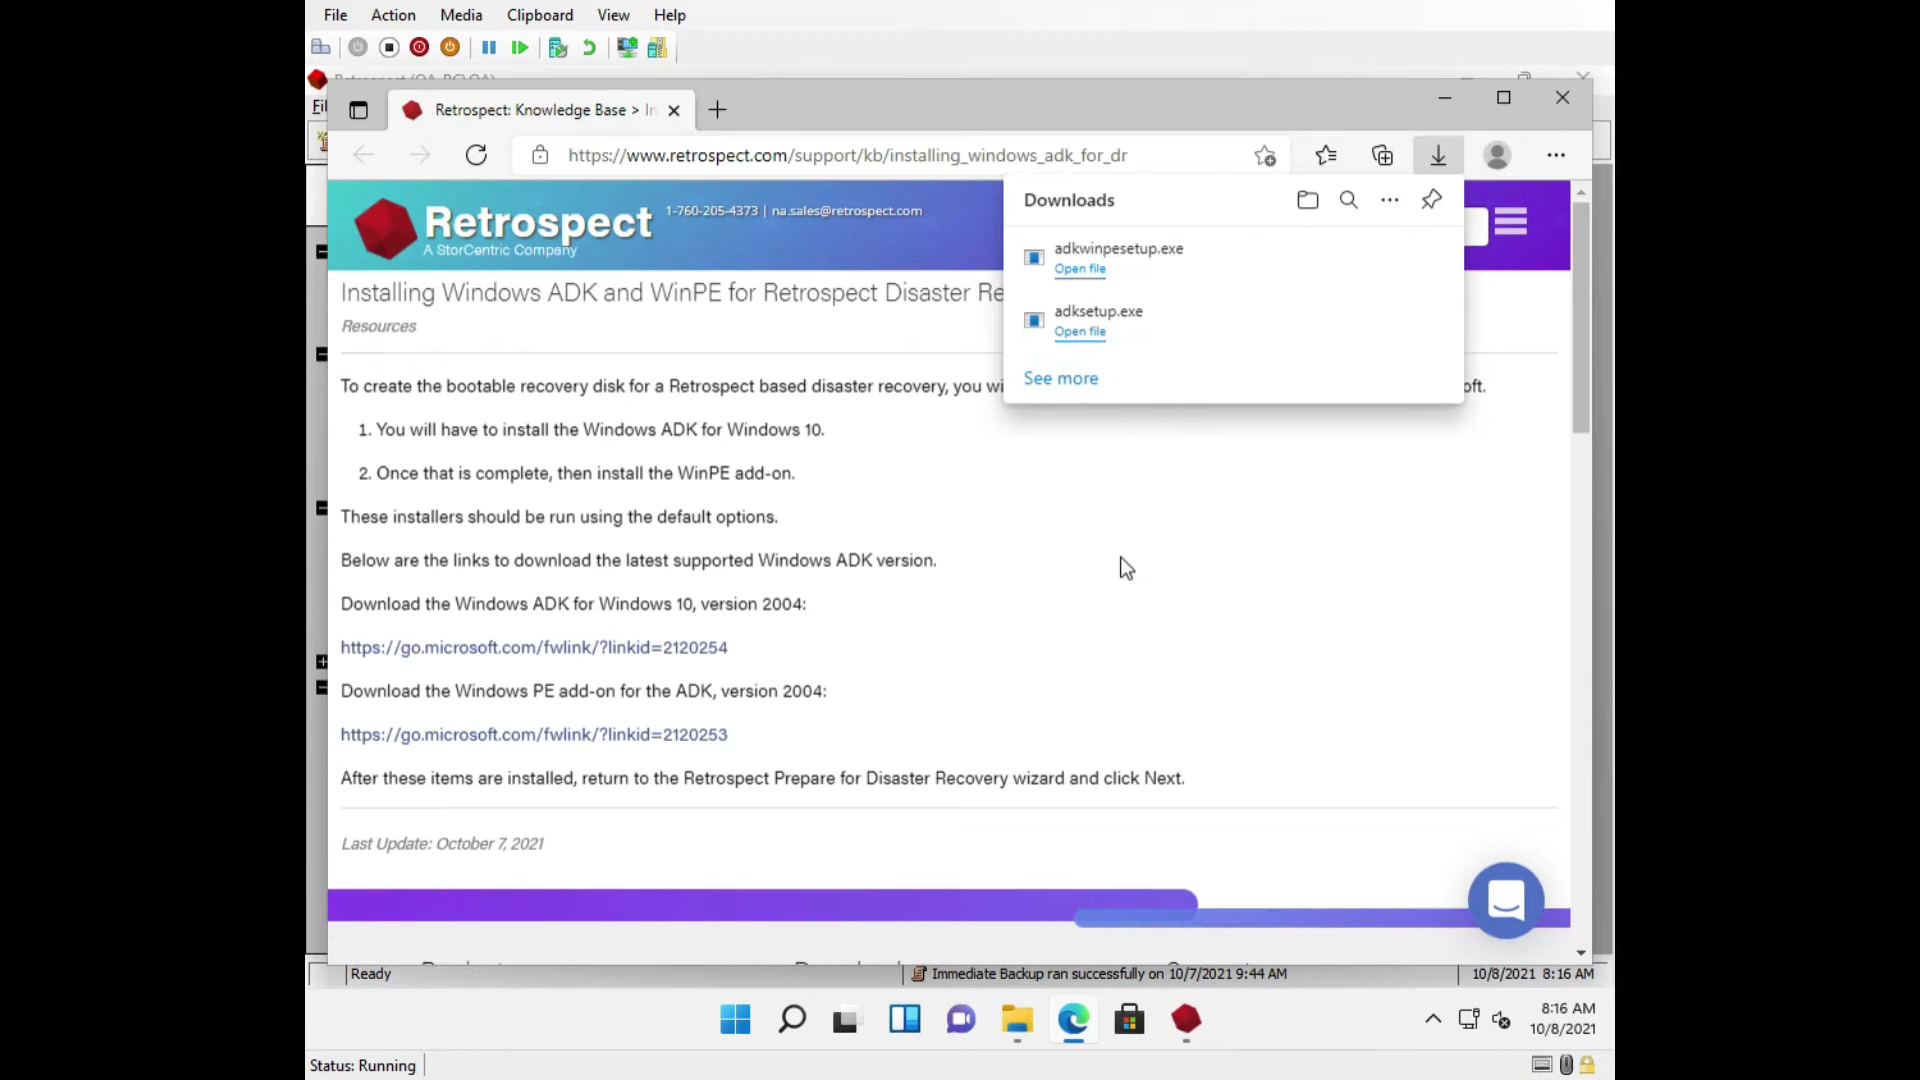 File Action Media Clipboard View Help
Retrospect: Knowledge Base > In
https://www.retrospect.com/support/kb/installing_windows_adk_for_dr
Retrospect
A StorCentric Company
1-760-205-4373 | na.sales@retrospect.com
Downloads
adkwinpesetup.exe
Open file
adksetup.exe
Open file
See more
Installing Windows ADK and WinPE for Retrospect Disaster Re
Resources
To create the bootable recovery disk for a Retrospect based disaster recovery, you wi oft.
1. You will have to install the Windows ADK for Windows 10.
2. Once that is complete, then install the WinPE add-on.
These installers should be run using the default options.
Below are the links to download the latest supported Windows ADK version.
Download the Windows ADK for Windows 10, version 2004:
https://go.microsoft.com/fwlink/?linkid=2120254
Download the Windows PE add-on for the ADK, version 2004:
https://go.microsoft.com/fwlink/?linkid=2120253
After these items are installed, return to the Retrospect Prepare for Disaster Recovery wizard and click Next.
Last Update: October 7, 2021
Ready
Immediate Backup ran successfully on 10/7/2021 9:44 AM
10/8/2021 8:16 AM
8:16 AM
10/8/2021
Status: Running